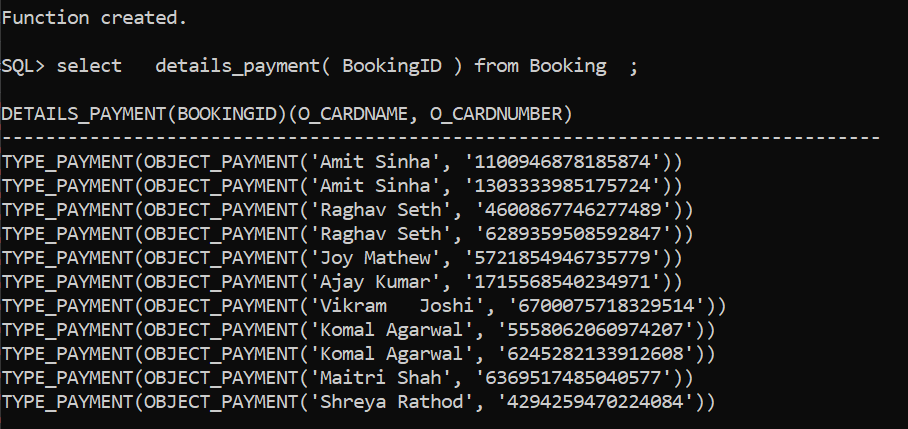 Function created.
SQL> select   details_payment( BookingID ) from Booking  ;
DETAILS_PAYMENT(BOOKINGID)(O_CARDNAME, O_CARDNUMBER)
--------------------------------------------------------------------------------
TYPE_PAYMENT(OBJECT_PAYMENT('Amit Sinha', '1100946878185874'))
TYPE_PAYMENT(OBJECT_PAYMENT('Amit Sinha', '1303333985175724'))
TYPE_PAYMENT(OBJECT_PAYMENT('Raghav Seth', '4600867746277489'))
TYPE_PAYMENT(OBJECT_PAYMENT('Raghav Seth', '6289359508592847'))
TYPE_PAYMENT(OBJECT_PAYMENT('Joy Mathew', '5721854946735779'))
TYPE_PAYMENT(OBJECT_PAYMENT('Ajay Kumar', '1715568540234971'))
TYPE_PAYMENT(OBJECT_PAYMENT('Vikram   Joshi', '6700075718329514'))
TYPE_PAYMENT(OBJECT_PAYMENT('Komal Agarwal', '5558062060974207'))
TYPE_PAYMENT(OBJECT_PAYMENT('Komal Agarwal', '6245282133912608'))
TYPE_PAYMENT(OBJECT_PAYMENT('Maitri Shah', '6369517485040577'))
TYPE_PAYMENT(OBJECT_PAYMENT('Shreya Rathod', '4294259470224084'))